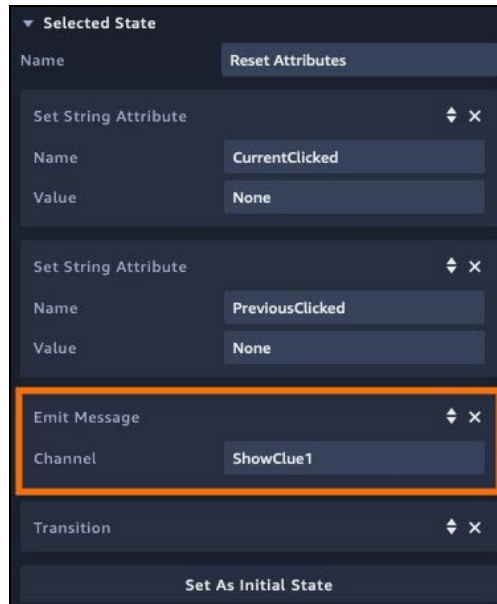 Selected State
Name Reset Attributes
Set String Attribute
Name CurrentClicked
Value None
Set String Attribute
Name PreviousClicked
Value None
Emit Message
Channel ShowClue1
Transition
Set As Initial State